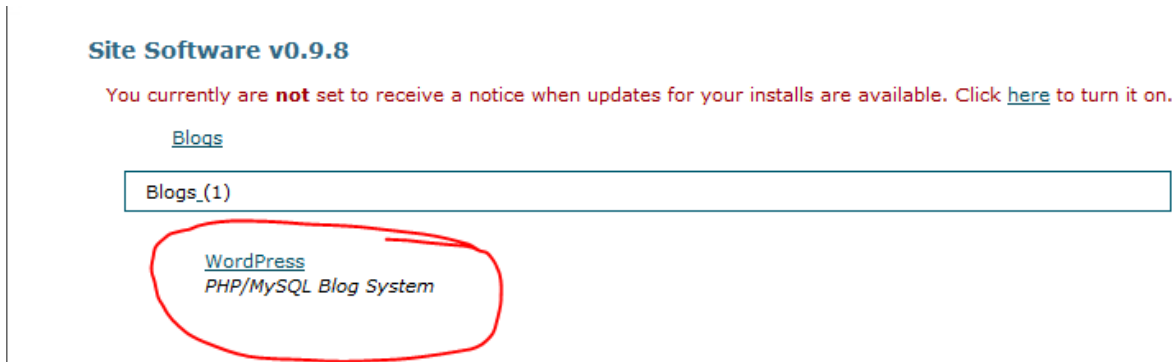 Site Software v0.9.8
You currently are not set to receive a notice when updates for your installs are available. Click here to turn it on.
Blogs
Blogs (1)
WordPress
PHP/MySQL Blog System